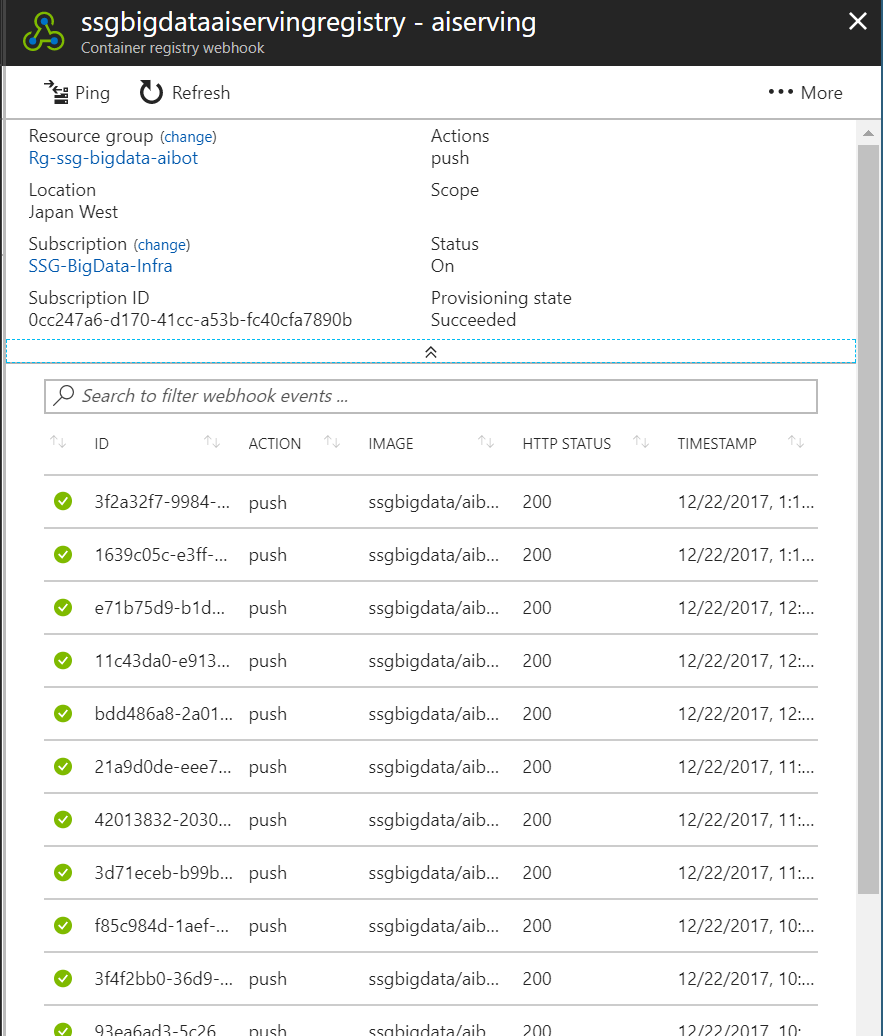 ssgbigdataaiservingregistry - aiserving
Container registry webhook
Ping Refresh More
Resource group (change)
Rg-ssg-bigdata-aibot
Actions
push
Location
Japan West
Scope
Subscription (change)
SSG-BigData-Infra
Status
On
Subscription ID
0cc247a6-d170-41cc-a53b-fc40cfa7890b
Provisioning state
Succeeded
Search to filter webhook events ...
ID ACTION IMAGE HTTP STATUS TIMESTAMP
3f2a32f7-9984-... push ssgbigdata/aib... 200 12/22/2017, 1:1...
1639c05c-e3ff-... push ssgbigdata/aib... 200 12/22/2017, 1:1...
e71b75d9-b1d... push ssgbigdata/aib... 200 12/22/2017, 12:...
11c43da0-e913... push ssgbigdata/aib... 200 12/22/2017, 12:...
bdd486a8-2a01... push ssgbigdata/aib... 200 12/22/2017, 12:...
21a9d0de-eee7... push ssgbigdata/aib... 200 12/22/2017, 11:...
42013832-2030... push ssgbigdata/aib... 200 12/22/2017, 11:...
3d71eceb-b99b... push ssgbigdata/aib... 200 12/22/2017, 11:...
f85c984d-1aef-... push ssgbigdata/aib... 200 12/22/2017, 10:...
3f4f2bb0-36d9-... push ssgbigdata/aib... 200 12/22/2017, 10:...
93ea6ad3-5c26... push ssgbigdata/aib... 200 12/22/2017, 10:...